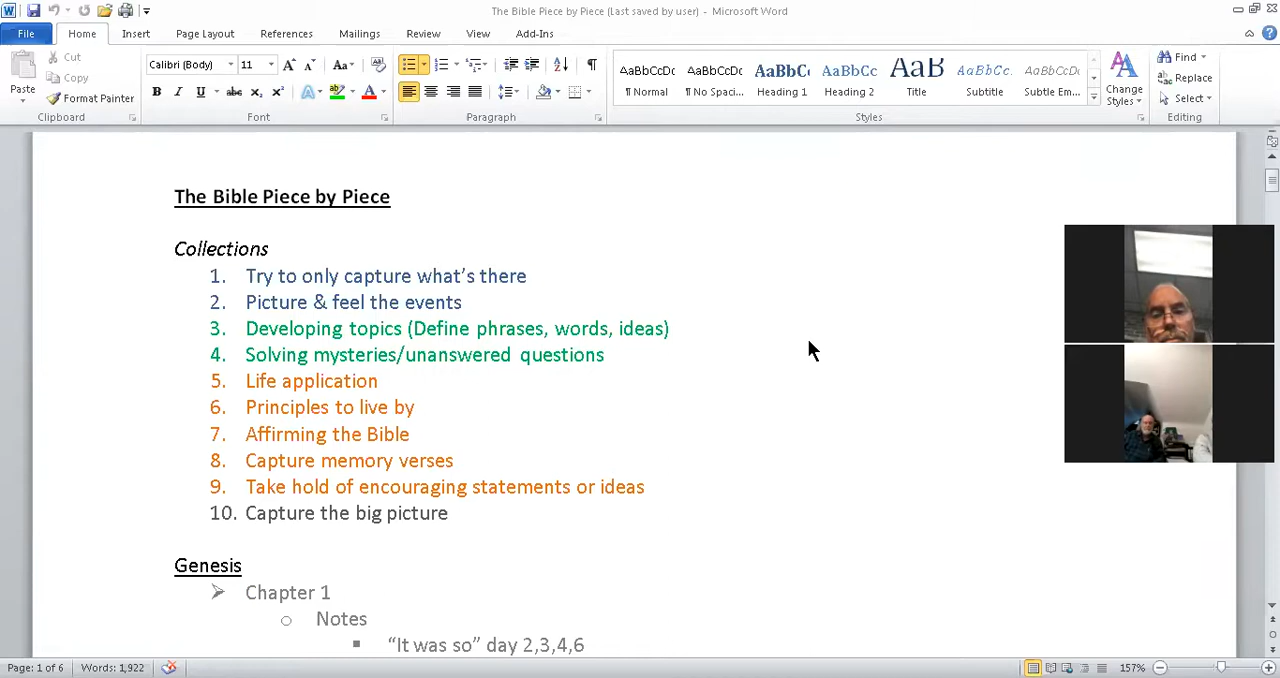 The Bible Piece by Piece (Last saved by user) - Microsoft Word
File Home Insert Page Layout References Mailings Review View Add-Ins
Paste
Cut
Copy
Format Painter
Clipboard
Calibri (Body) 11
Font
Paragraph
AaBbCcDc AaBbCcDc AaBbC( AaBbCc AaB AaBbCc. AaBbCcDc
¶ Normal ¶ No Spaci... Heading 1 Heading 2 Title Subtitle Subtle Em...
Styles
Change
Styles
Find
Replace
Select
Editing
The Bible Piece by Piece
Collections
1. Try to only capture what’s there
2. Picture & feel the events
3. Developing topics (Define phrases, words, ideas)
4. Solving mysteries/unanswered questions
5. Life application
6. Principles to live by
7. Affirming the Bible
8. Capture memory verses
9. Take hold of encouraging statements or ideas
10. Capture the big picture
Genesis
Chapter 1
Notes
“It was so” day 2,3,4,6
Page: 1 of 6 Words: 1,922 157%